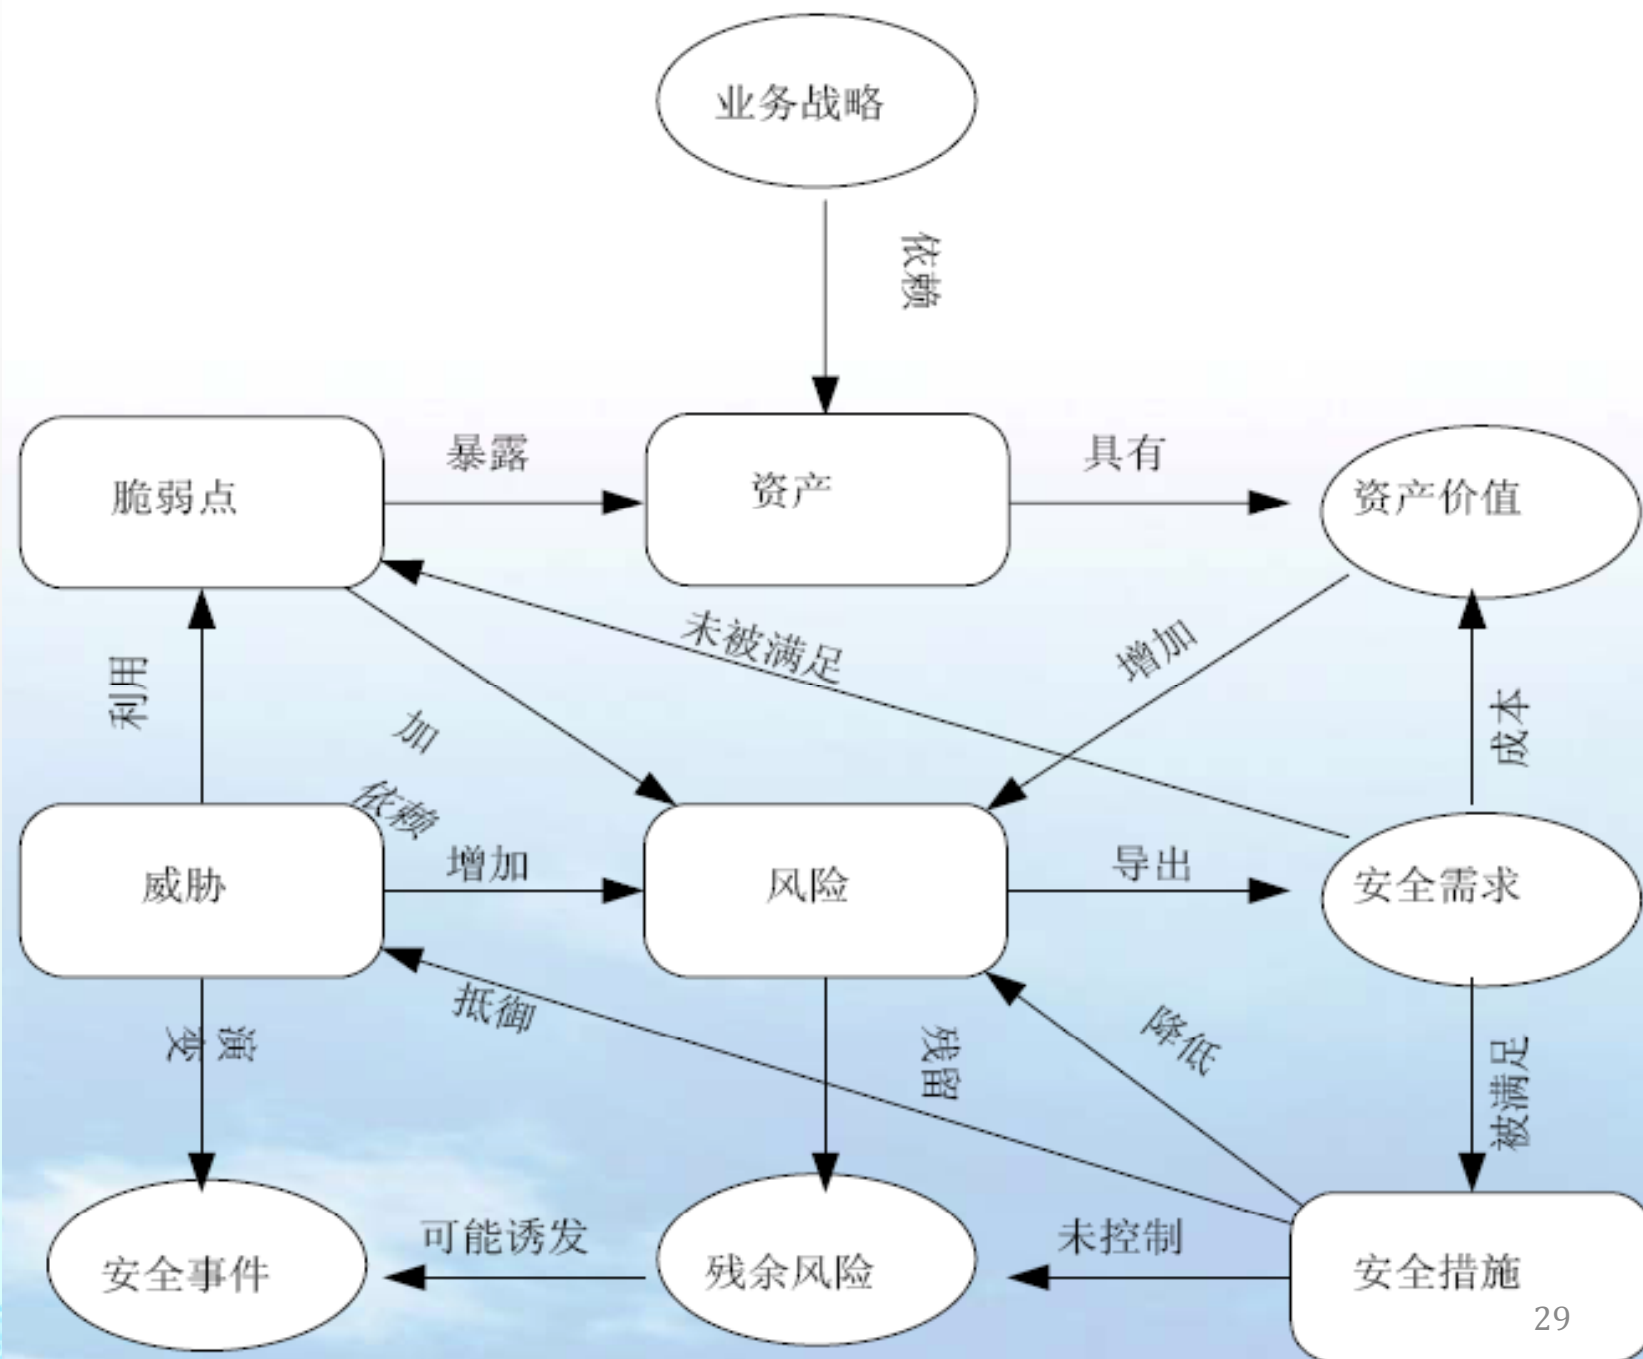 业务战略
依赖
脆弱点
暴露
资产
具有
资产价值
未被满足
增加
利用
加
成本
依赖
威胁
增加
风险
导出
安全需求
抵御
演变
残留
降低
被满足
安全事件
可能诱发
残余风险
未控制
安全措施
29